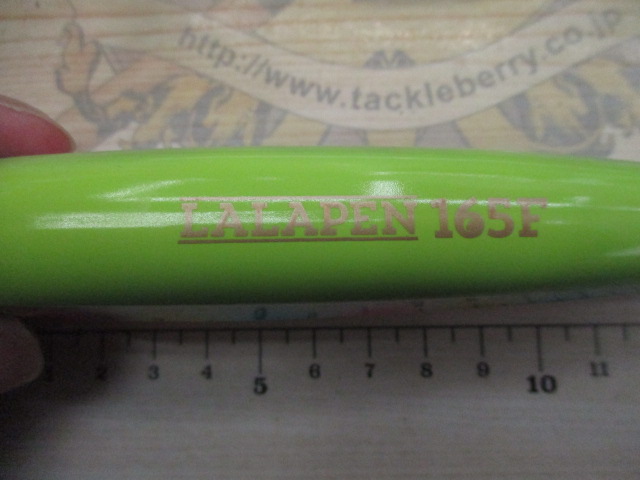 http://www.tackleberry.co.jp
LALAPEN 165F
1 2 3 4 5 6 7 8 9 10 11